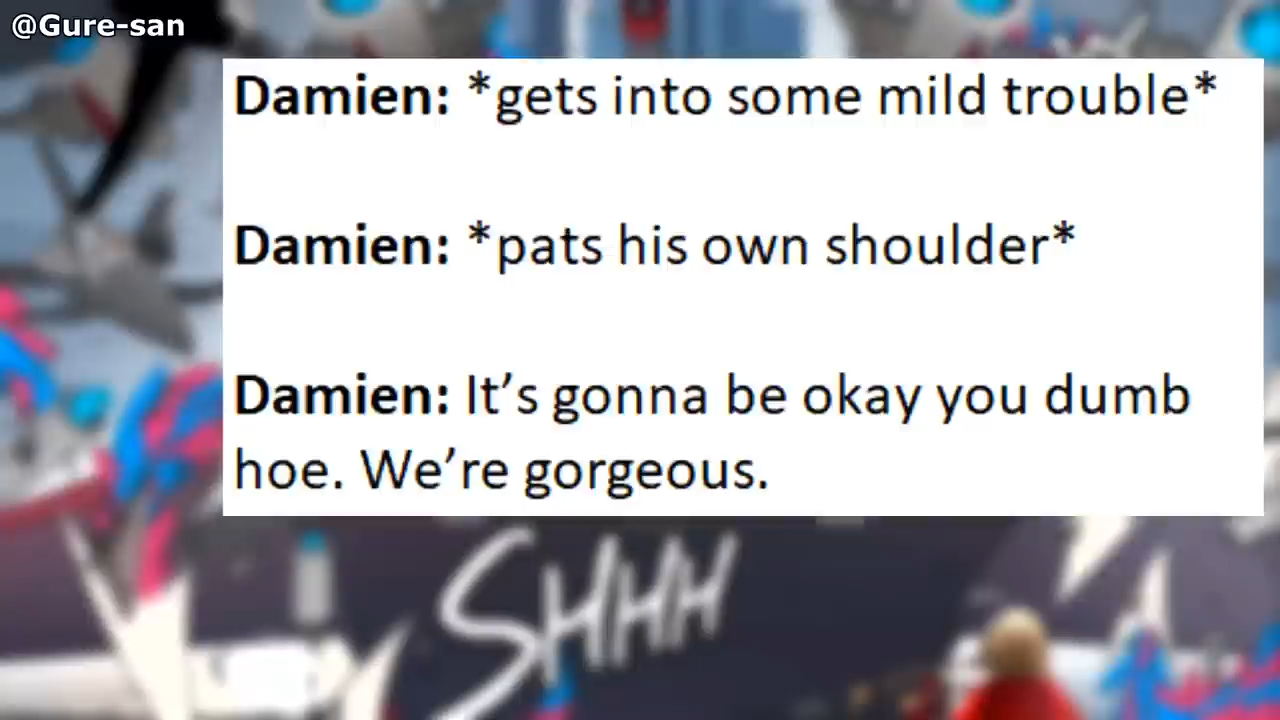 @Gure-san
Damien: *gets into some mild trouble*
Damien: *pats his own shoulder*
Damien: It’s gonna be okay you dumb
hoe. We’re gorgeous.
SHHH